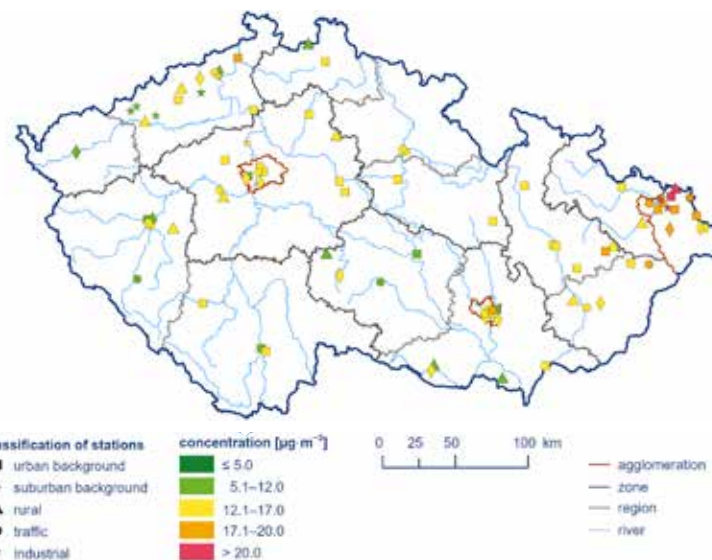 ssification of stations
urban background
suburban background
rural
traffic
industrial
concentration [µg·m⁻³]
≤ 5.0
5.1–12.0
12.1–17.0
17.1–20.0
> 20.0
0 25 50 100 km
agglomeration
zone
region
river